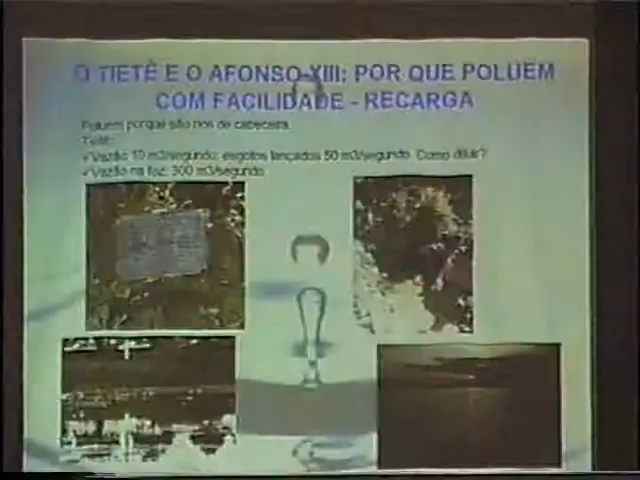 O TIETÊ E O AFONSO XIII: POR QUE POLUEM
COM FACILIDADE - RECARGA
Poluem porque são rios de cabeceira
Tietê:
✓Vazão 10 m3/segundo: esgotos lançados 50 m3/segundo. Como diluir?
✓Vazão na foz: 300 m3/segundo